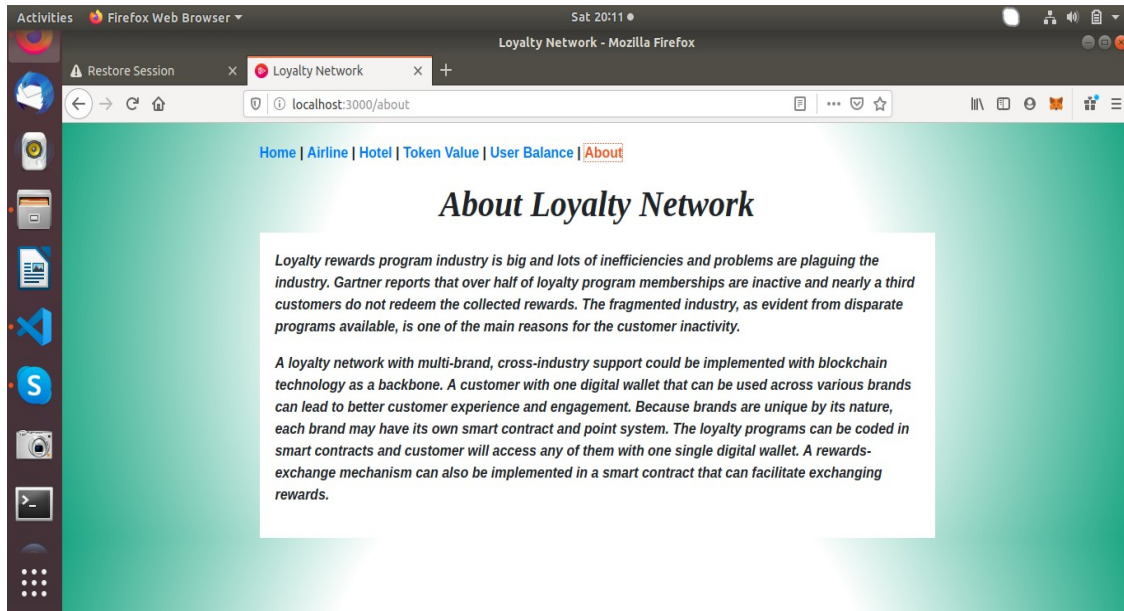 Activities Firefox Web Browser Sat 20:11
Loyalty Network - Mozilla Firefox
Restore Session Loyalty Network
localhost:3000/about
Home | Airline | Hotel | Token Value | User Balance | About
About Loyalty Network
Loyalty rewards program industry is big and lots of inefficiencies and problems are plaguing the
industry. Gartner reports that over half of loyalty program memberships are inactive and nearly a third
customers do not redeem the collected rewards. The fragmented industry, as evident from disparate
programs available, is one of the main reasons for the customer inactivity.
A loyalty network with multi-brand, cross-industry support could be implemented with blockchain
technology as a backbone. A customer with one digital wallet that can be used across various brands
can lead to better customer experience and engagement. Because brands are unique by its nature,
each brand may have its own smart contract and point system. The loyalty programs can be coded in
smart contracts and customer will access any of them with one single digital wallet. A rewards-
exchange mechanism can also be implemented in a smart contract that can facilitate exchanging
rewards.